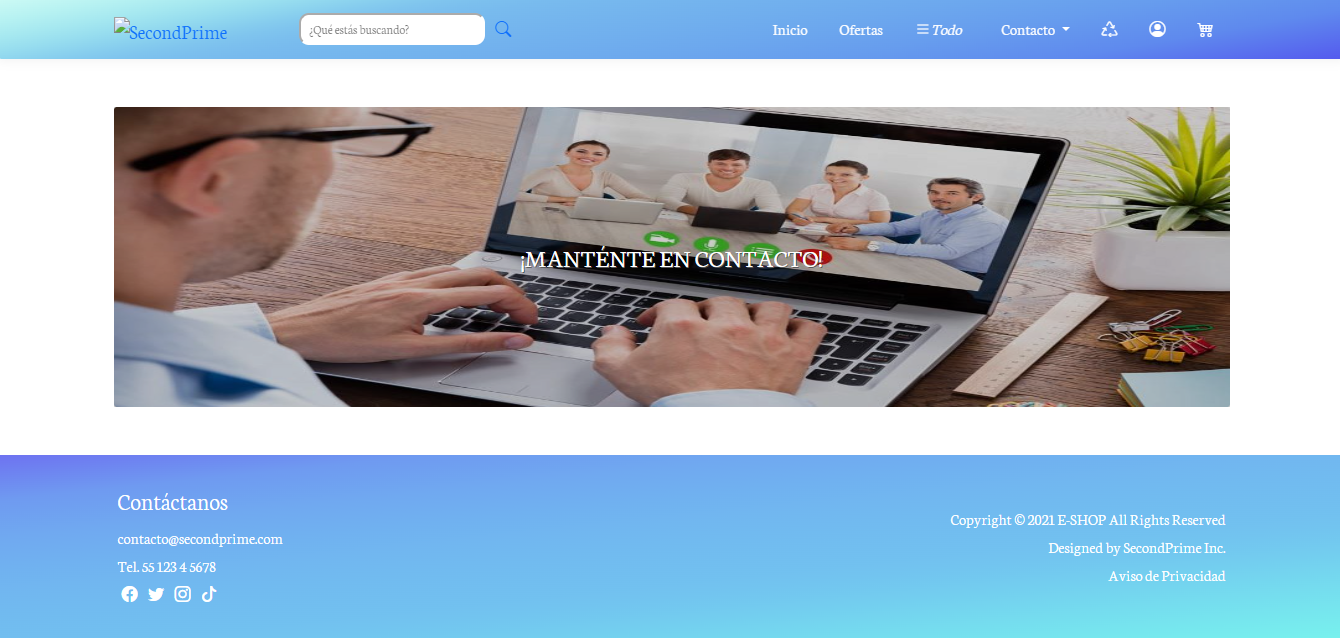 SecondPrime
¿Qué estás buscando?
Inicio
Ofertas
Todo
Contacto
¡MANTÉNTE EN CONTACTO!
Contáctanos
contacto@secondprime.com
Tel. 55 123 4 5678
Copyright © 2021 E-SHOP All Rights Reserved
Designed by SecondPrime Inc.
Aviso de Privacidad